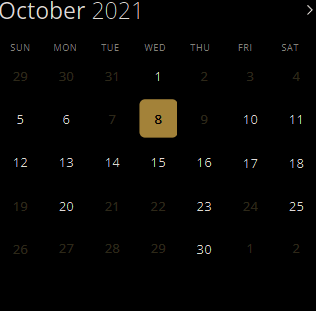 October 2021
SUN MON TUE WED THU FRI SAT
29 30 31 1 2 3 4
5 6 7 8 9 10 11
12 13 14 15 16 17 18
19 20 21 22 23 24 25
26 27 28 29 30 1 2